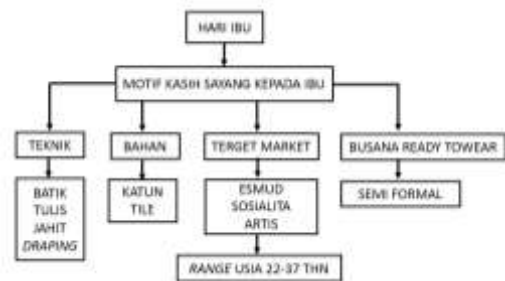 HARI IBU
MOTIF KASIH SAYANG KEPADA IBU
TEKNIK
BAHAN
TERGET MARKET
BUSANA READY TOWEAR
BATIK
TULIS
JAHIT
DRAPING
KATUN
TILE
ESMUD
SOSIALITA
ARTIS
SEMI FORMAL
RANGE USIA 22-37 THN